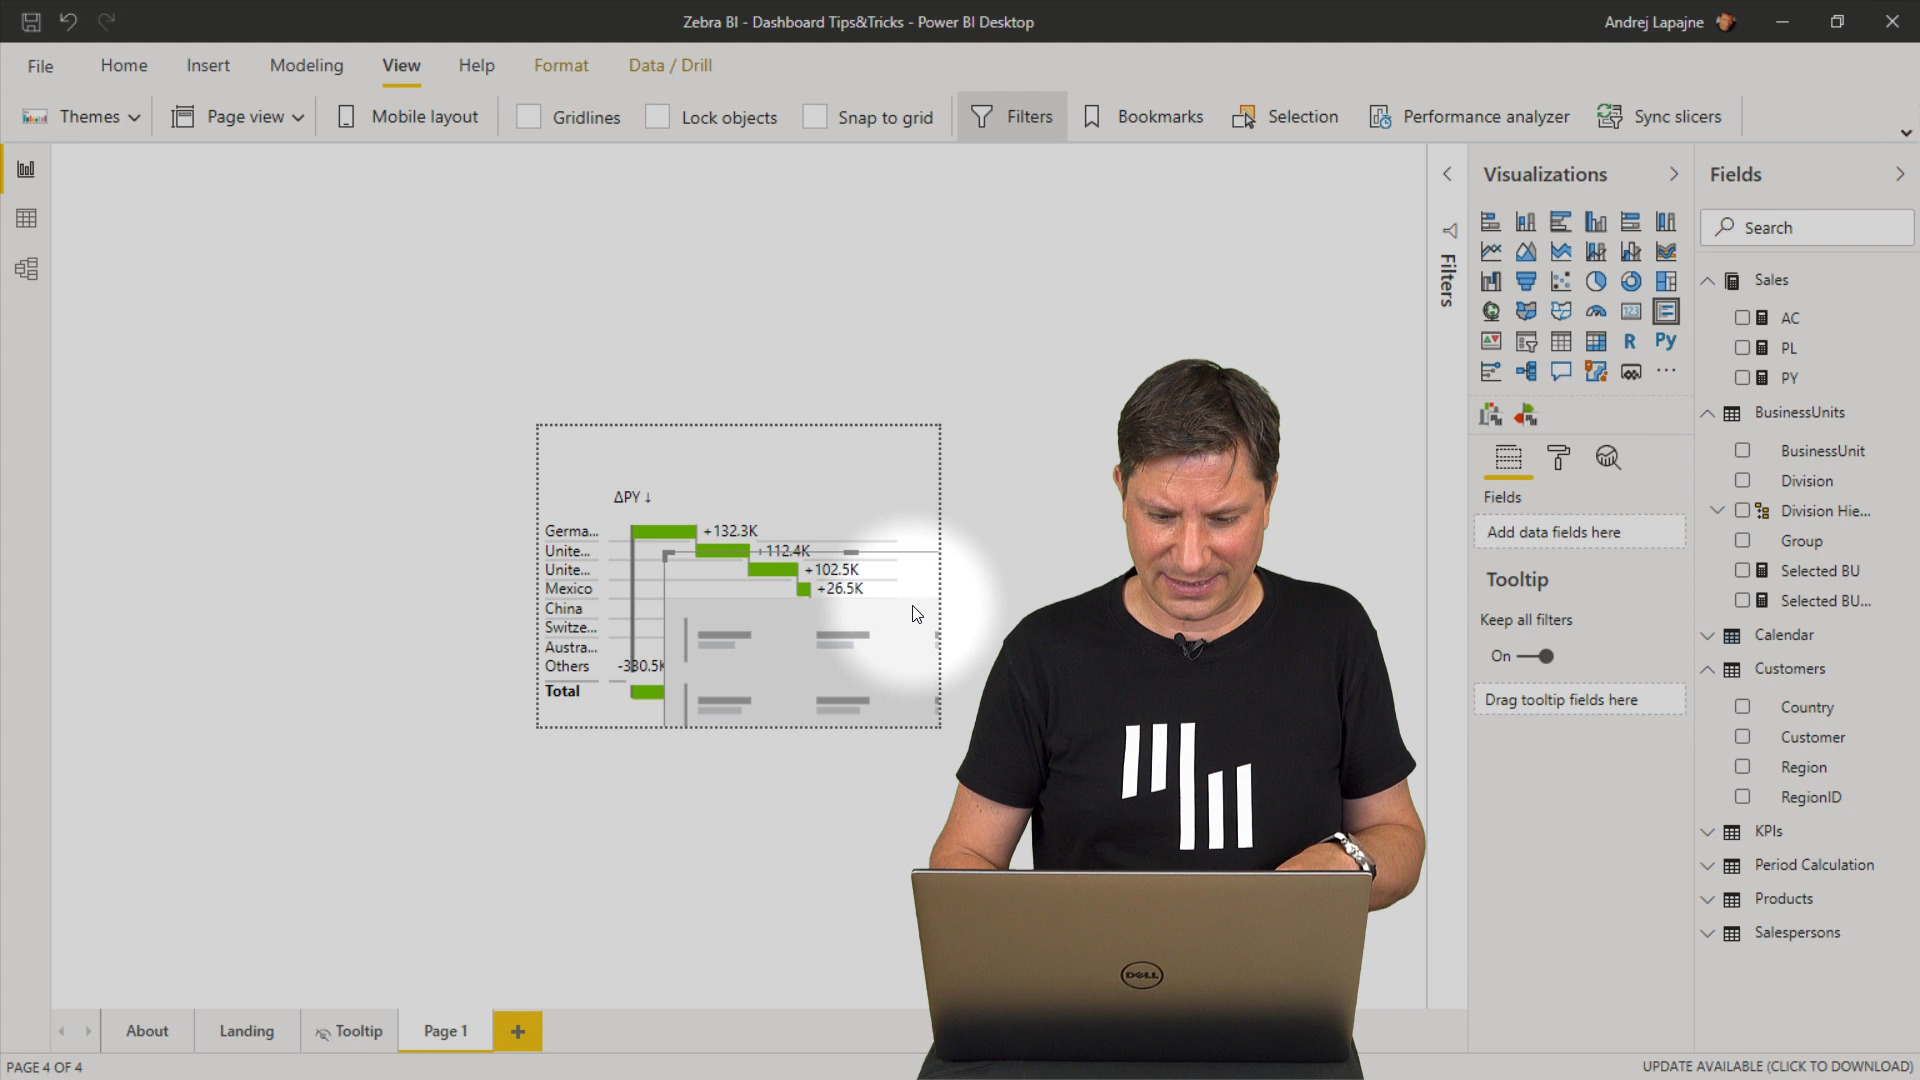 Zebra BI - Dashboard Tips&Tricks - Power BI Desktop
Andrej Lapajne
File Home Insert Modeling View Help Format Data / Drill
Themes Page view Mobile layout Gridlines Lock objects Snap to grid Filters Bookmarks Selection Performance analyzer Sync slicers
Filters
Visualizations
123
R
Py
Fields
Add data fields here
Tooltip
Keep all filters
On
Drag tooltip fields here
Fields
Search
Sales
AC
PL
PY
BusinessUnits
BusinessUnit
Division
Division Hie...
Group
Selected BU
Selected BU...
Calendar
Customers
Country
Customer
Region
RegionID
KPIs
Period Calculation
Products
Salespersons
ΔPY ↓
Germa... +132.3K
Unite... +112.4K
Unite... +102.5K
Mexico +26.5K
China
Switze...
Austra...
Others -330.5K
Total
DELL
About Landing Tooltip Page 1 +
PAGE 4 OF 4
UPDATE AVAILABLE (CLICK TO DOWNLOAD)